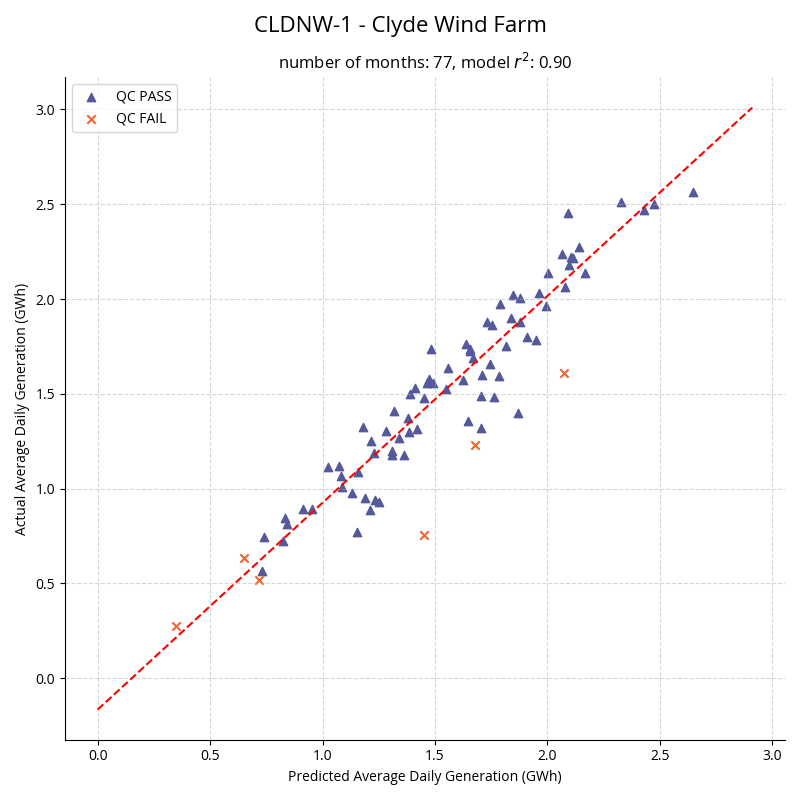 CLDNW-1 - Clyde Wind Farm
number of months: 77, model r²: 0.90
QC PASS
QC FAIL
Actual Average Daily Generation (GWh)
3.0
2.5
2.0
1.5
1.0
0.5
0.0
0.0 0.5 1.0 1.5 2.0 2.5 3.0
Predicted Average Daily Generation (GWh)